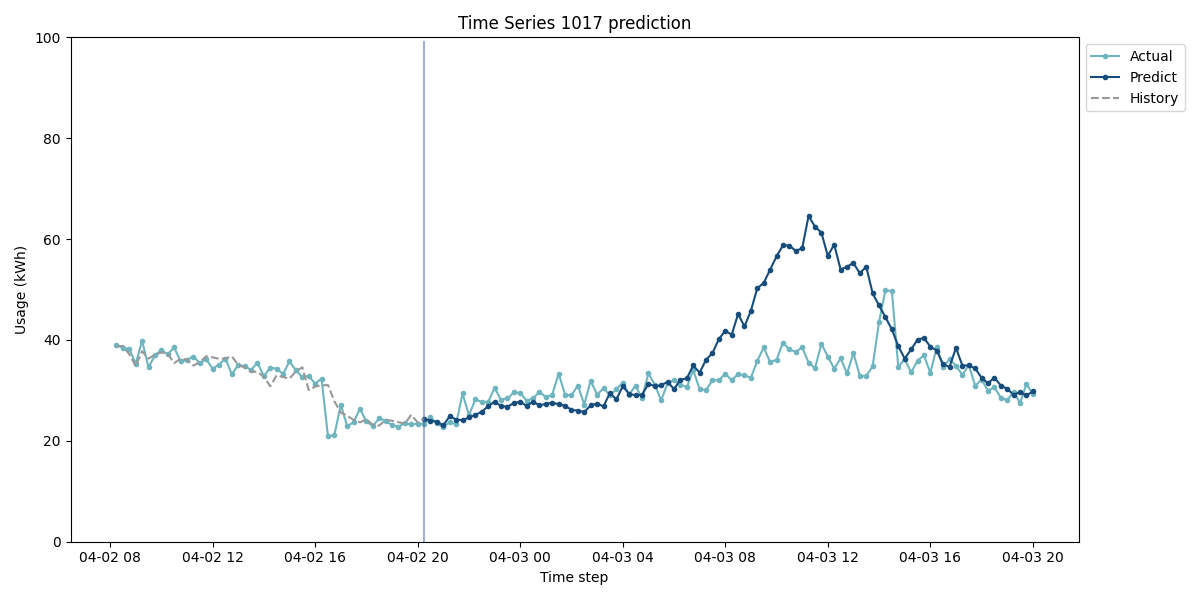 Time Series 1017 prediction
100
80
60
40
20
0
Usage (kWh)
04-02 08
04-02 12
04-02 16
04-02 20
04-03 00
04-03 04
04-03 08
04-03 12
04-03 16
04-03 20
Time step
Actual
Predict
History